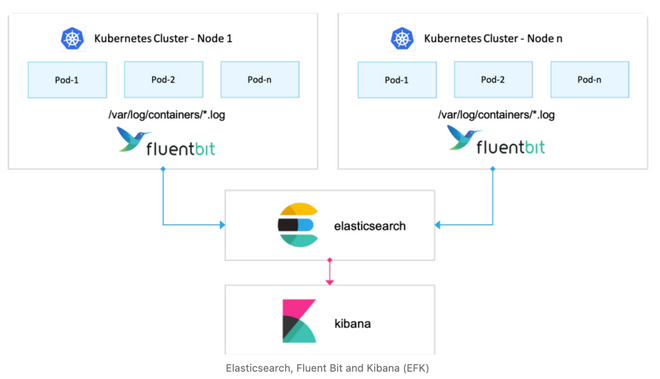 Kubernetes Cluster - Node 1
Pod-1
Pod-2
Pod-n
/var/log/containers/*.log
fluentbit
Kubernetes Cluster - Node n
Pod-1
Pod-2
Pod-n
/var/log/containers/*.log
fluentbit
elasticsearch
kibana
Elasticsearch, Fluent Bit and Kibana (EFK)